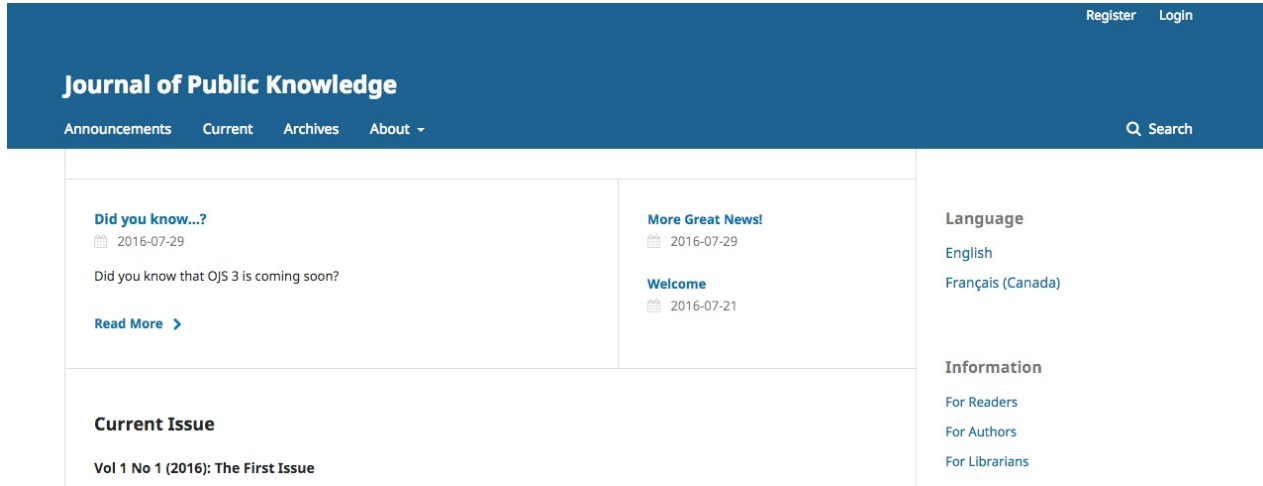 Register Login
Journal of Public Knowledge
Announcements Current Archives About
Search
Did you know...?
2016-07-29
Did you know that OJS 3 is coming soon?
Read More
More Great News!
2016-07-29
Welcome
2016-07-21
Current Issue
Vol 1 No 1 (2016): The First Issue
Language
English
Français (Canada)
Information
For Readers
For Authors
For Librarians